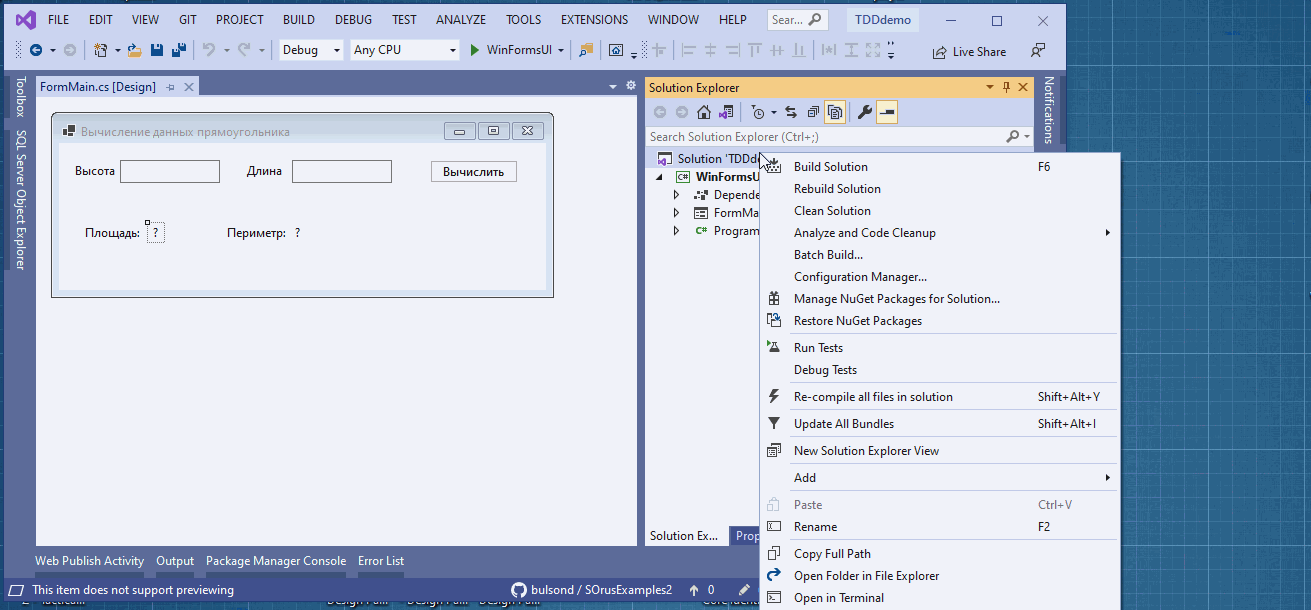 FILE EDIT VIEW GIT PROJECT BUILD DEBUG TEST ANALYZE TOOLS EXTENSIONS WINDOW HELP Sear... TDDdemo
Debug Any CPU WinFormsUI Live Share
FormMain.cs [Design]
Solution Explorer
Toolbox
SQL Server Object Explorer
Notifications
Вычисление данных прямоугольника
Высота Длина Вычислить
Площадь: ? Периметр: ?
Search Solution Explorer (Ctrl+;)
Solution 'TDDde
WinFormsU
Depende
FormMa
Program
Build Solution F6
Rebuild Solution
Clean Solution
Analyze and Code Cleanup
Batch Build...
Configuration Manager...
Manage NuGet Packages for Solution...
Restore NuGet Packages
Run Tests
Debug Tests
Re-compile all files in solution Shift+Alt+Y
Update All Bundles Shift+Alt+I
New Solution Explorer View
Add
Paste Ctrl+V
Rename F2
Copy Full Path
Open Folder in File Explorer
Open in Terminal
Solution Ex... Prop
Web Publish Activity Output Package Manager Console Error List
This item does not support previewing bulsond / SOrusExamples2 0